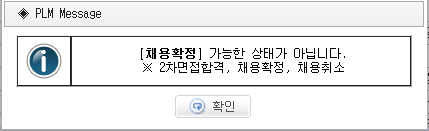 ◈ PLM Message
[채용확정] 가능한 상태가 아닙니다.
※ 2차면접합격, 채용확정, 채용취소
확인